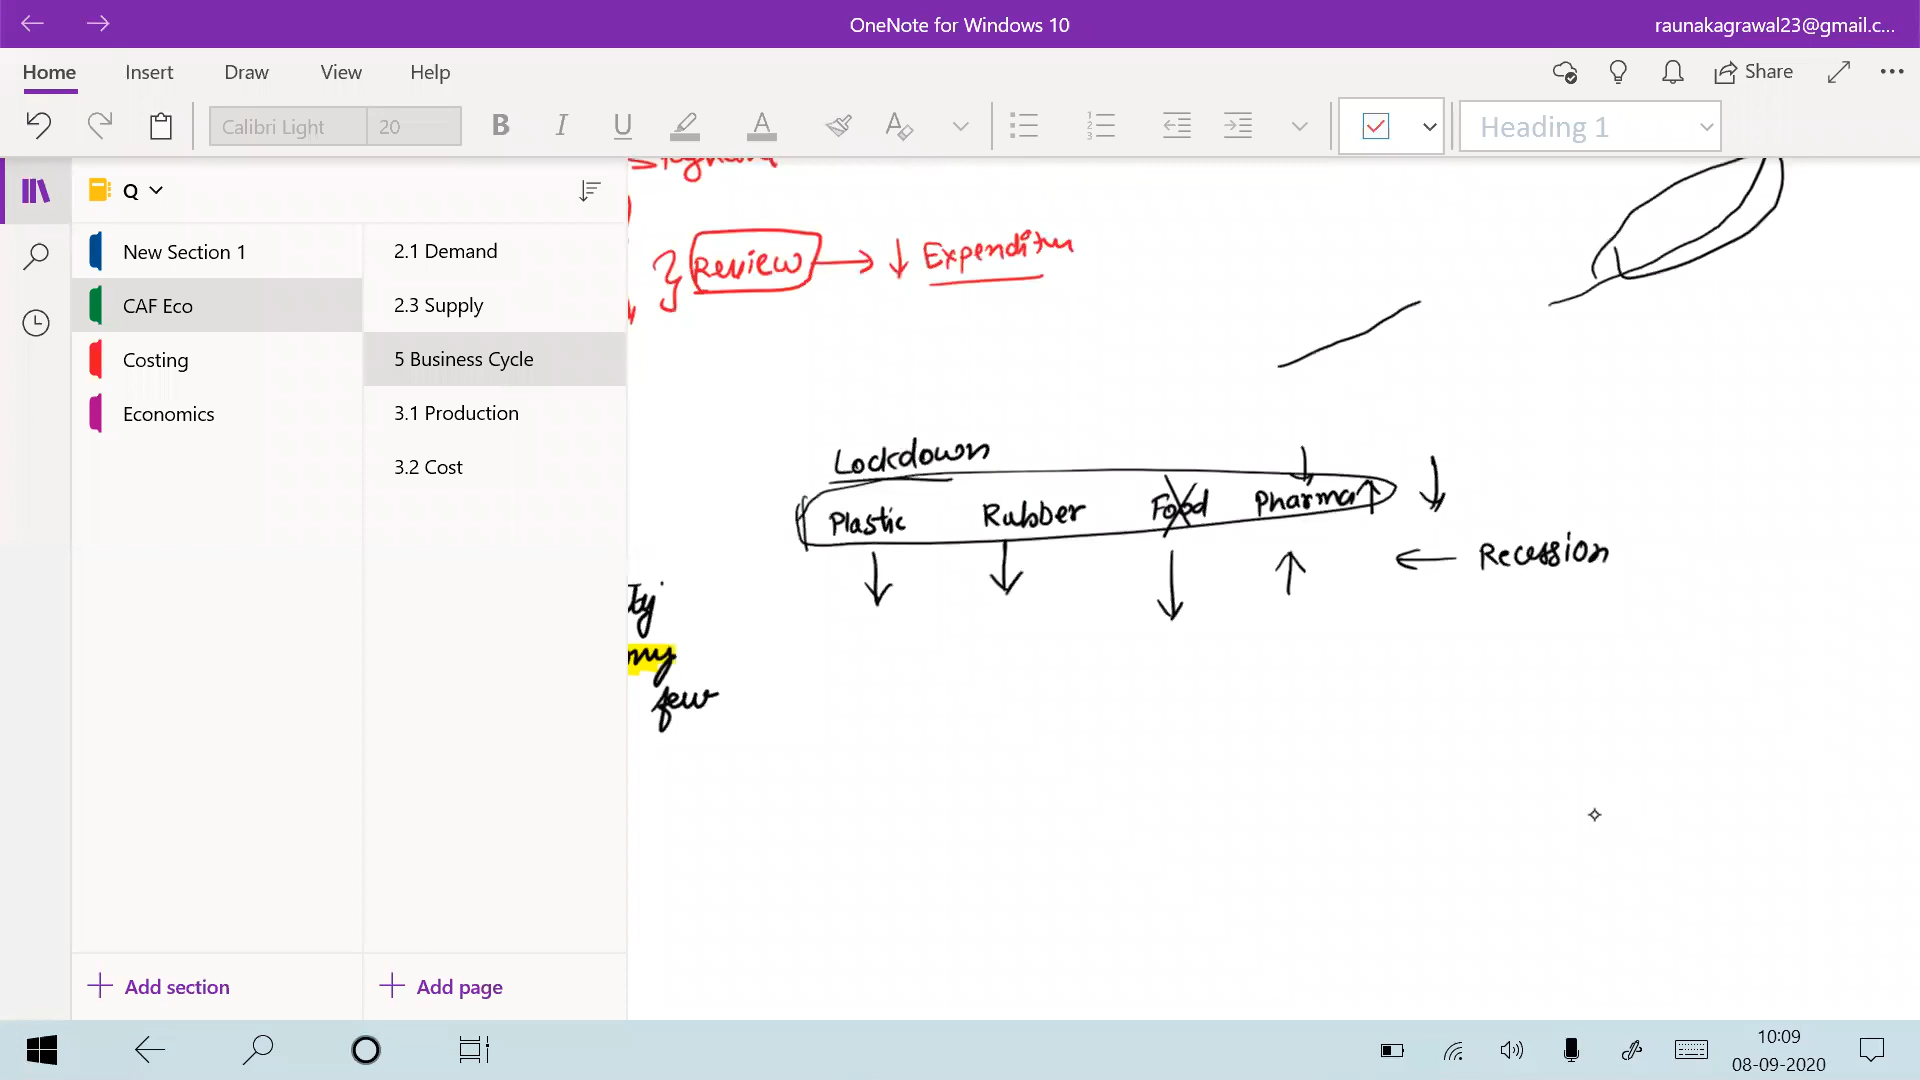 OneNote for Windows 10
raunakagrawal23@gmail.c...
Home Insert Draw View Help
Share
Calibri Light 20
B I U A
Heading 1
Q
New Section 1
CAF Eco
Costing
Economics
2.1 Demand
2.3 Supply
5 Business Cycle
3.1 Production
3.2 Cost
Review → ↓ Expenditure
Lockdown
Plastic Rubber Food Pharma ↑ ↓
↓ ↓ ↓ ↑ ← Recession
few
Add section
Add page
10:09
08-09-2020